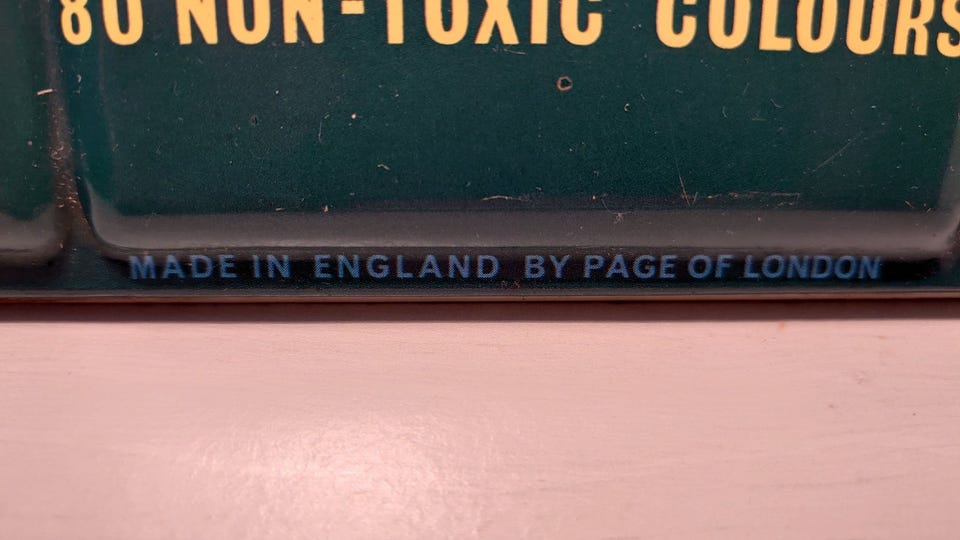 80 NON-TOXIC COLOURS
MADE IN ENGLAND BY PAGE OF LONDON